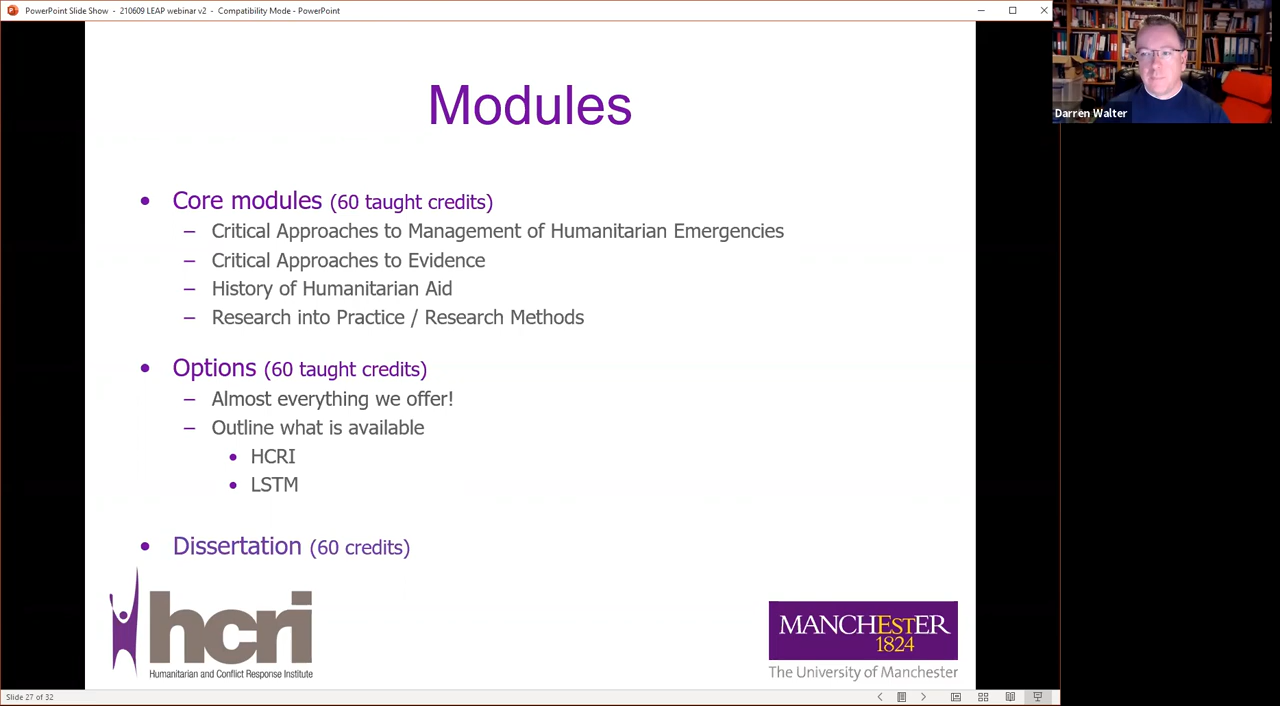 PowerPoint Slide Show - 210609 LEAP webinar v2 - Compatibility Mode - PowerPoint
Darren Walter
Modules
• Core modules (60 taught credits)
– Critical Approaches to Management of Humanitarian Emergencies
– Critical Approaches to Evidence
– History of Humanitarian Aid
– Research into Practice / Research Methods
• Options (60 taught credits)
– Almost everything we offer!
– Outline what is available
• HCRI
• LSTM
• Dissertation (60 credits)
hcri
Humanitarian and Conflict Response Institute
MANCHESTER
1824
The University of Manchester
Slide 27 of 32